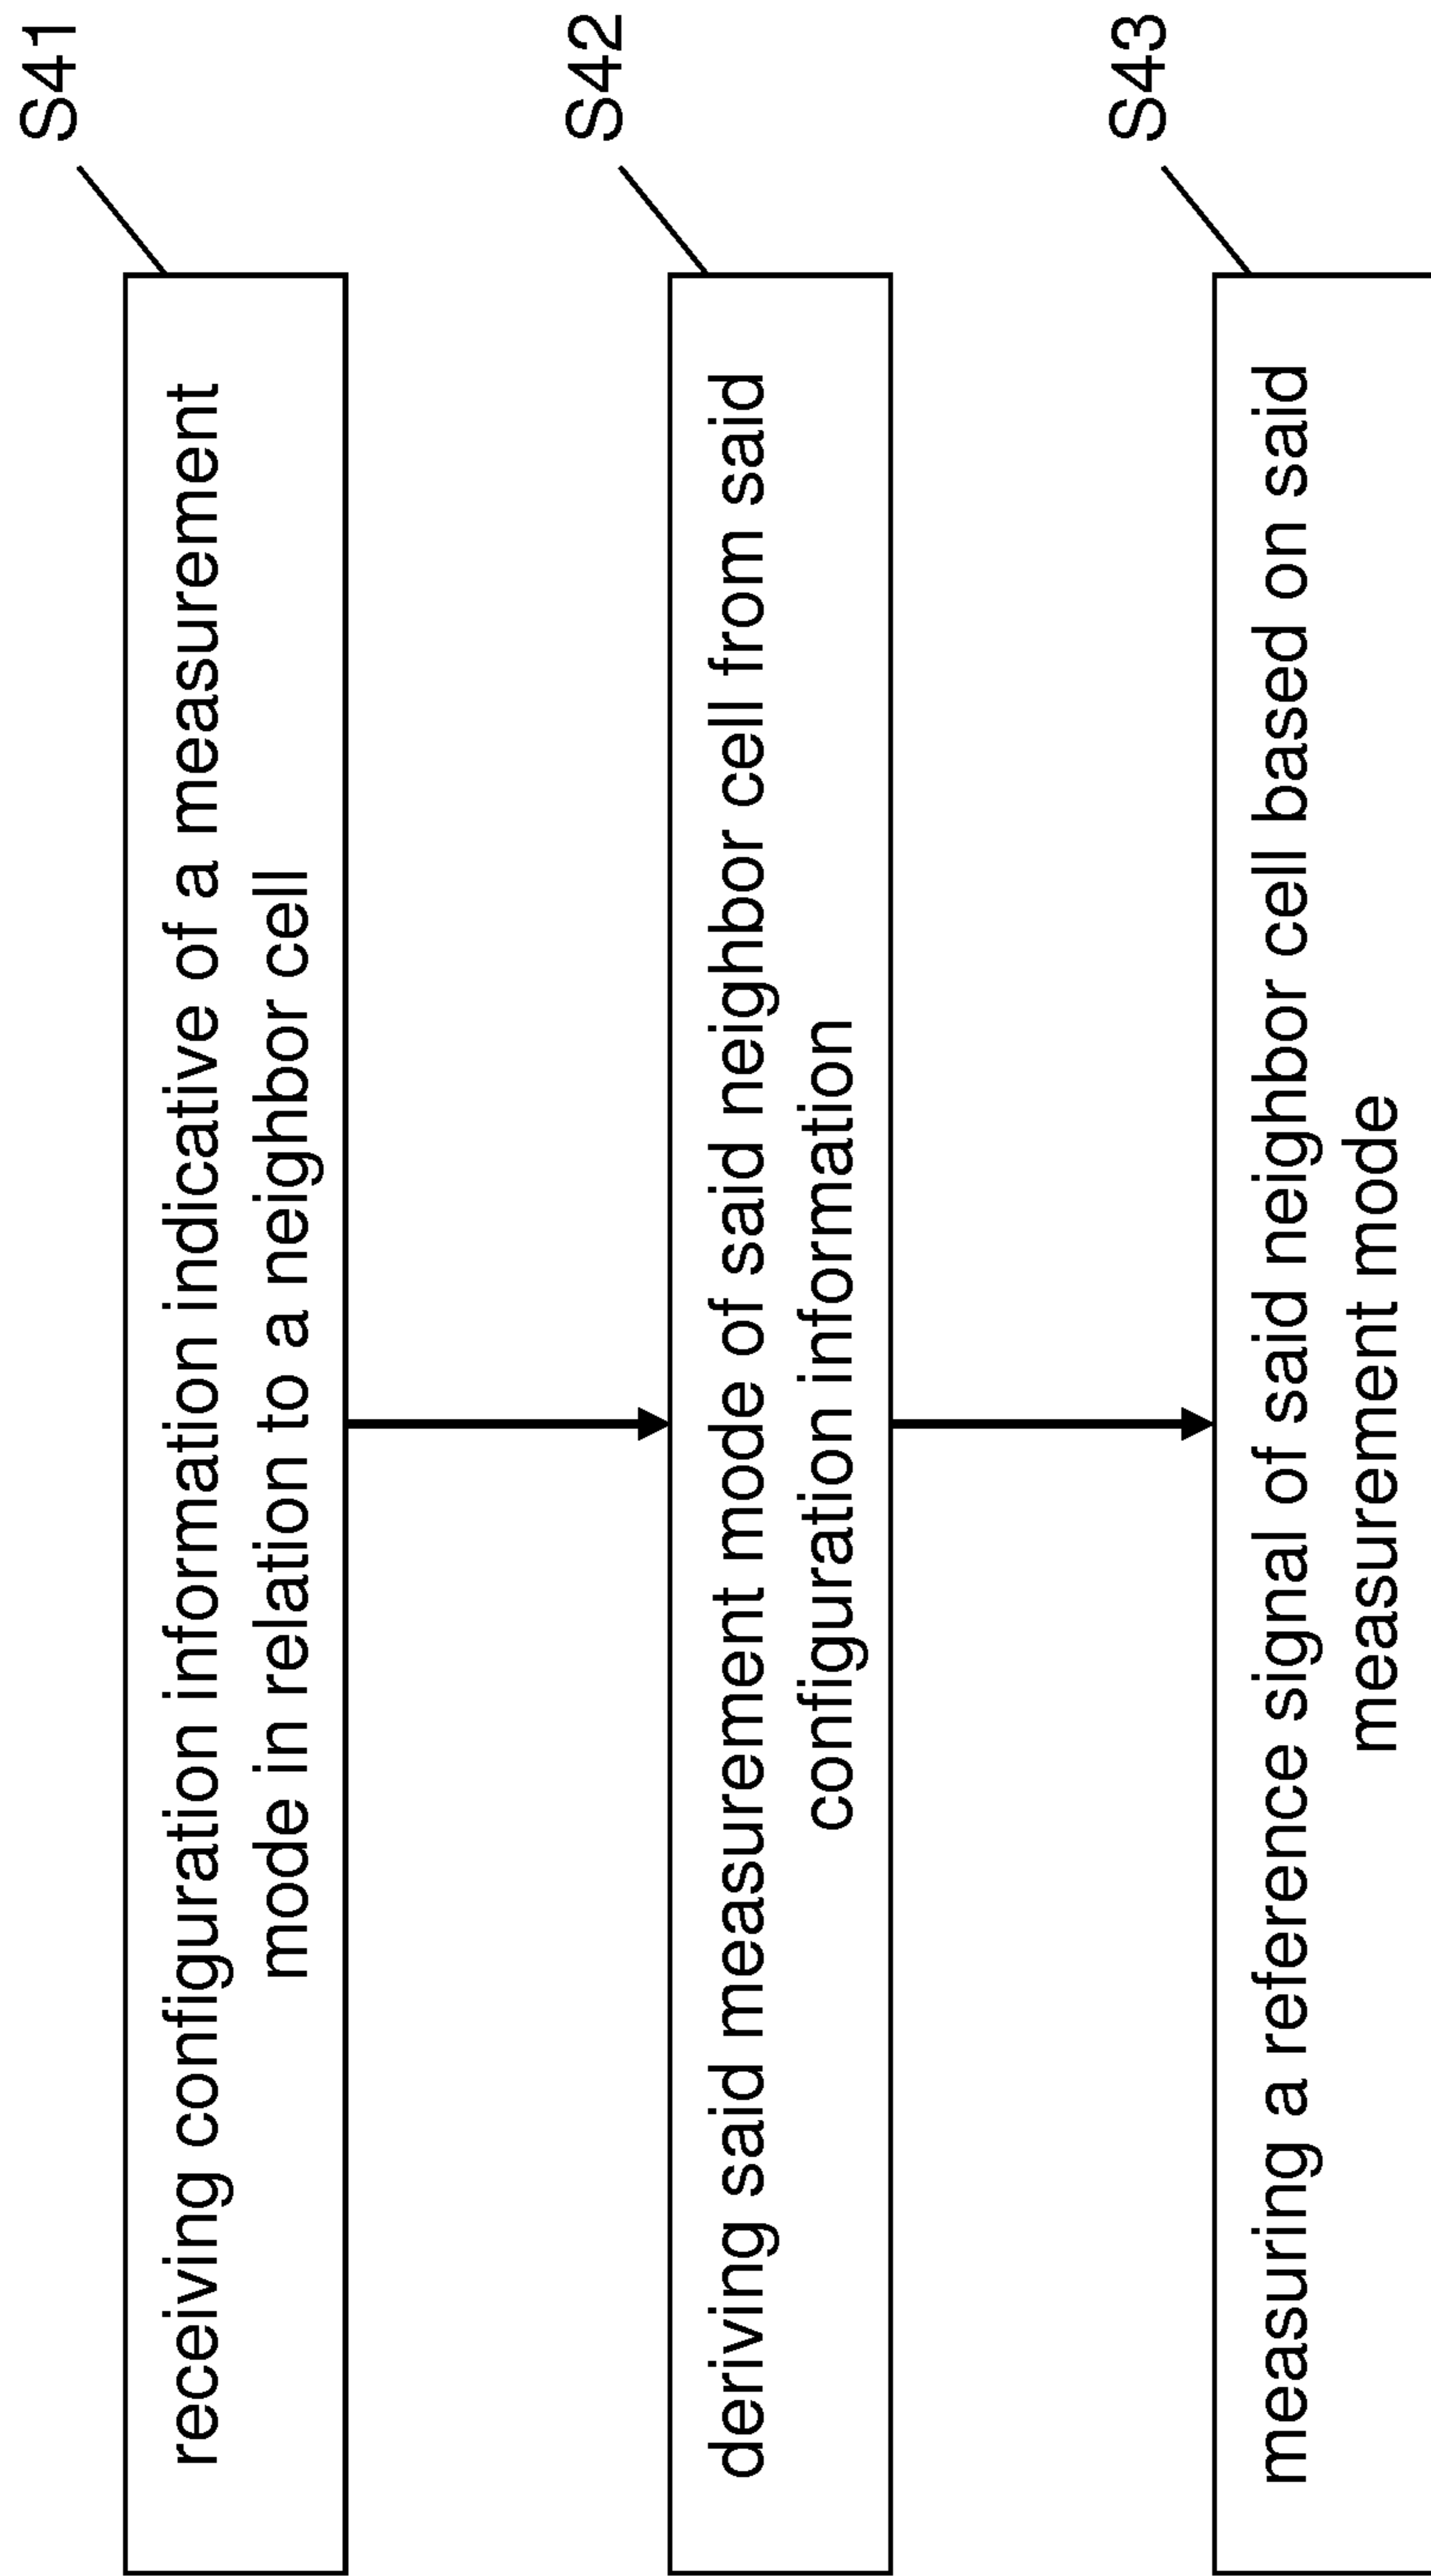 S41
receiving configuration information indicative of a measurement
mode in relation to a neighbor cell
S42
deriving said measurement mode of said neighbor cell from said
configuration information
S43
measuring a reference signal of said neighbor cell based on said
measurement mode